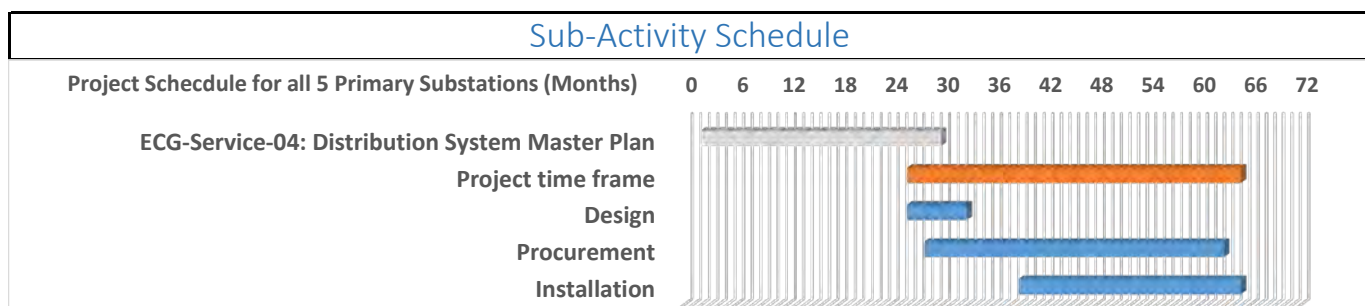 Sub-Activity Schedule
Project Schecdule for all 5 Primary Substations (Months) 0 6 12 18 24 30 36 42 48 54 60 66 72
ECG-Service-04: Distribution System Master Plan
Project time frame
Design
Procurement
Installation